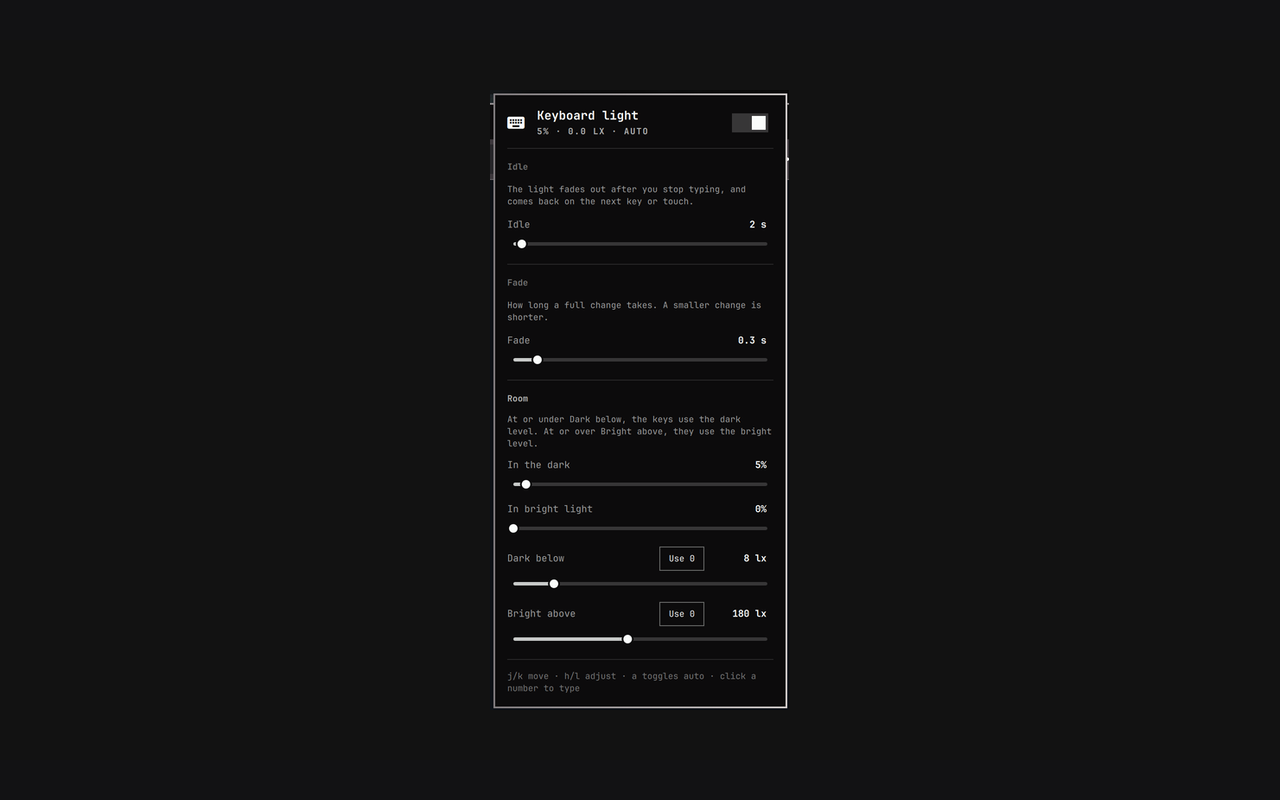 Keyboard light
5% · 0.0 LX · AUTO
Idle
The light fades out after you stop typing, and
comes back on the next key or touch.
Idle 2 s
Fade
How long a full change takes. A smaller change is
shorter.
Fade 0.3 s
Room
At or under Dark below, the keys use the dark
level. At or over Bright above, they use the bright
level.
In the dark 5%
In bright light 0%
Dark below Use 0 8 lx
Bright above Use 0 180 lx
j/k move · h/l adjust · a toggles auto · click a
number to type